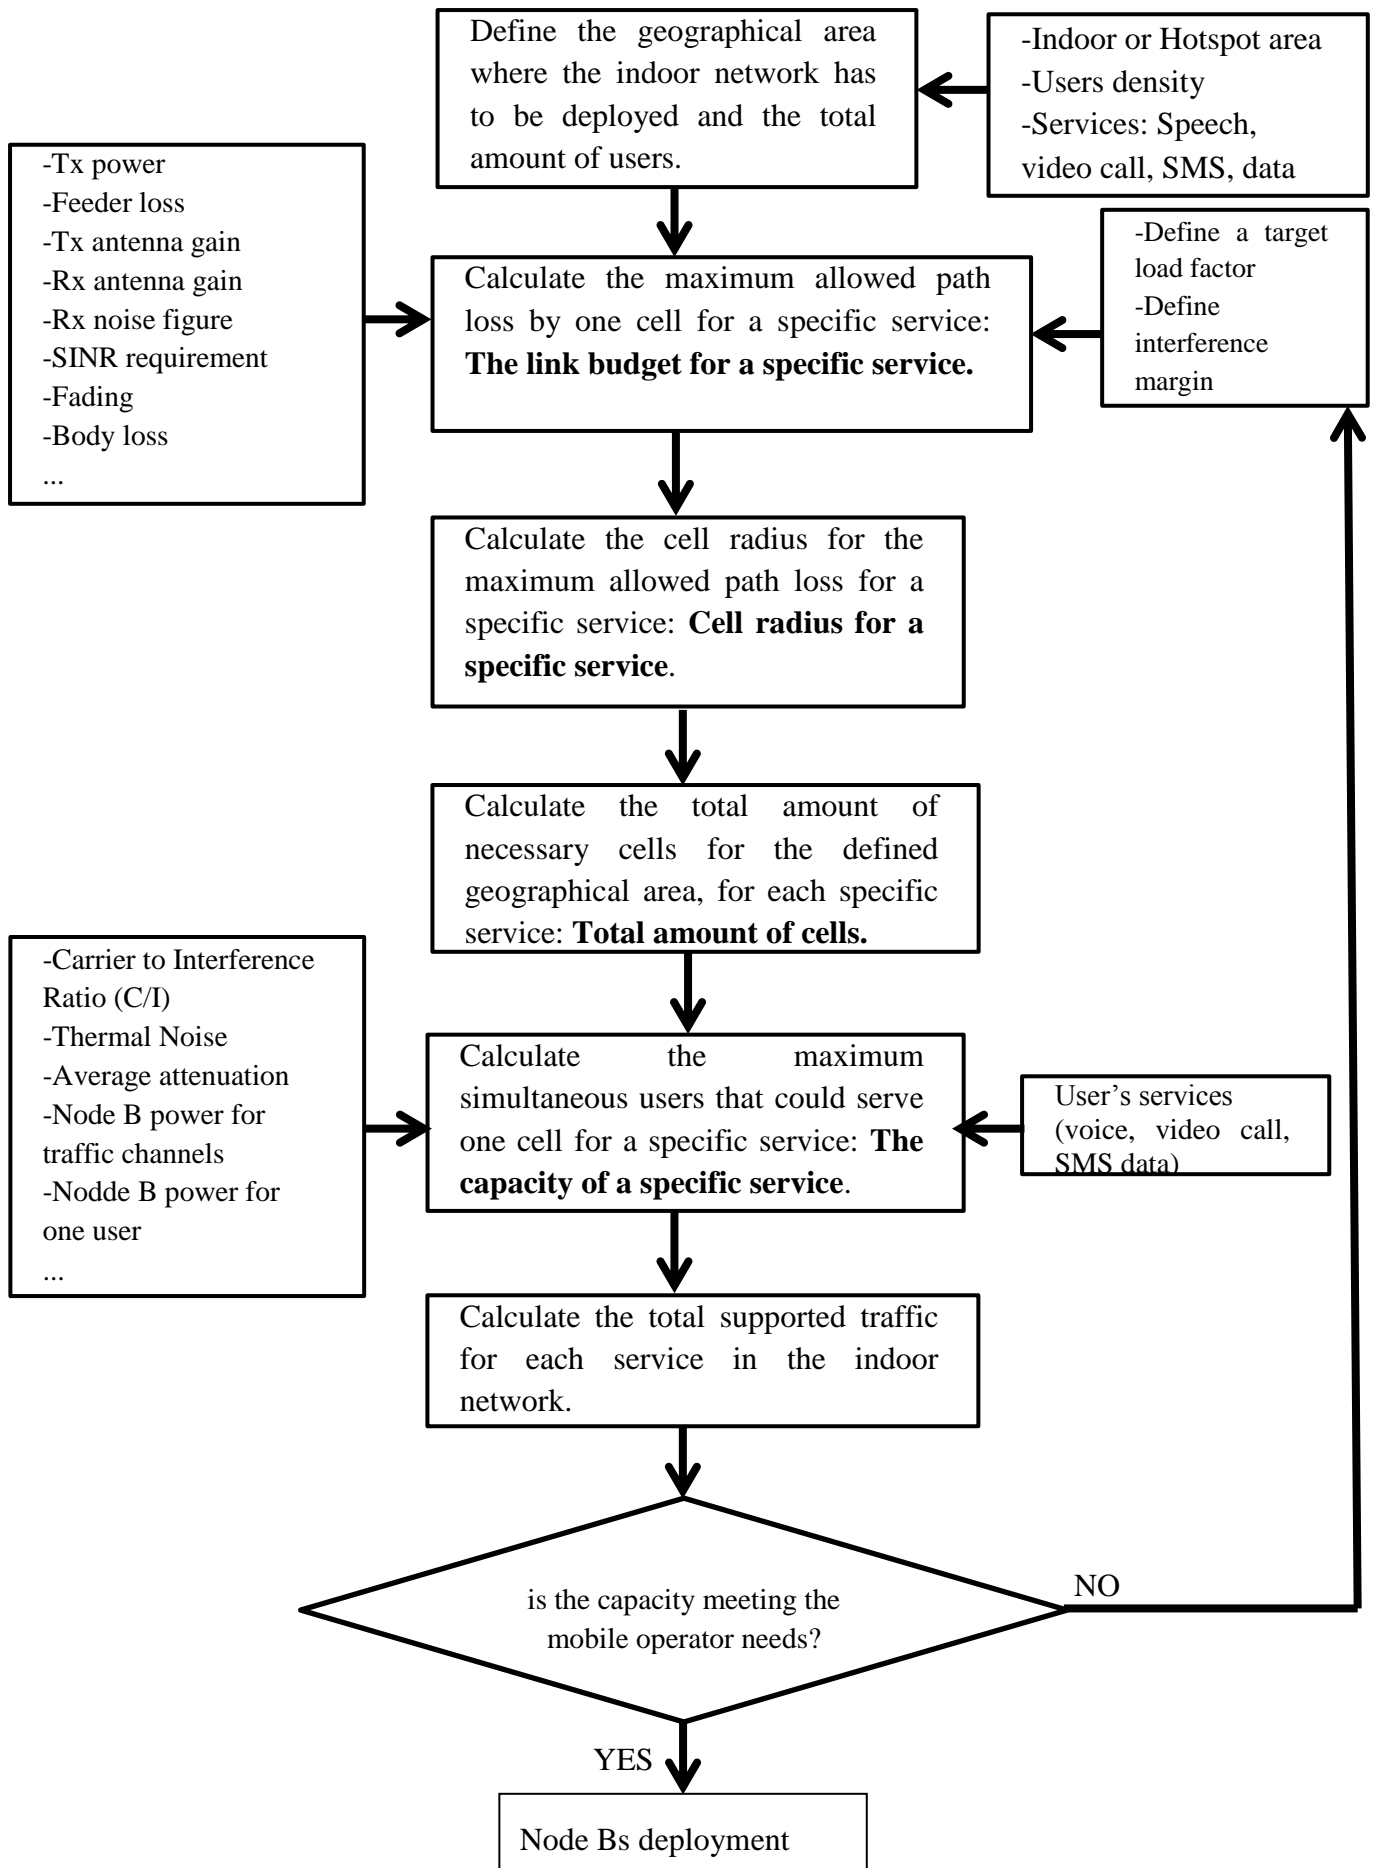 Define the geographical area
where the indoor network has
to be deployed and the total
amount of users.
-Indoor or Hotspot area
-Users density
-Services: Speech,
video call, SMS, data
-Tx power
-Feeder loss
-Tx antenna gain
-Rx antenna gain
-Rx noise figure
-SINR requirement
-Fading
-Body loss
...
Calculate the maximum allowed path
loss by one cell for a specific service:
The link budget for a specific service.
-Define a target
load factor
-Define
interference
margin
Calculate the cell radius for the
maximum allowed path loss for a
specific service: Cell radius for a
specific service.
Calculate the total amount of
necessary cells for the defined
geographical area, for each specific
service: Total amount of cells.
-Carrier to Interference
Ratio (C/I)
-Thermal Noise
-Average attenuation
-Node B power for
traffic channels
-Nodde B power for
one user
...
Calculate the maximum
simultaneous users that could serve
one cell for a specific service: The
capacity of a specific service.
User’s services
(voice, video call,
SMS data)
Calculate the total supported traffic
for each service in the indoor
network.
is the capacity meeting the
mobile operator needs?
NO
YES
Node Bs deployment